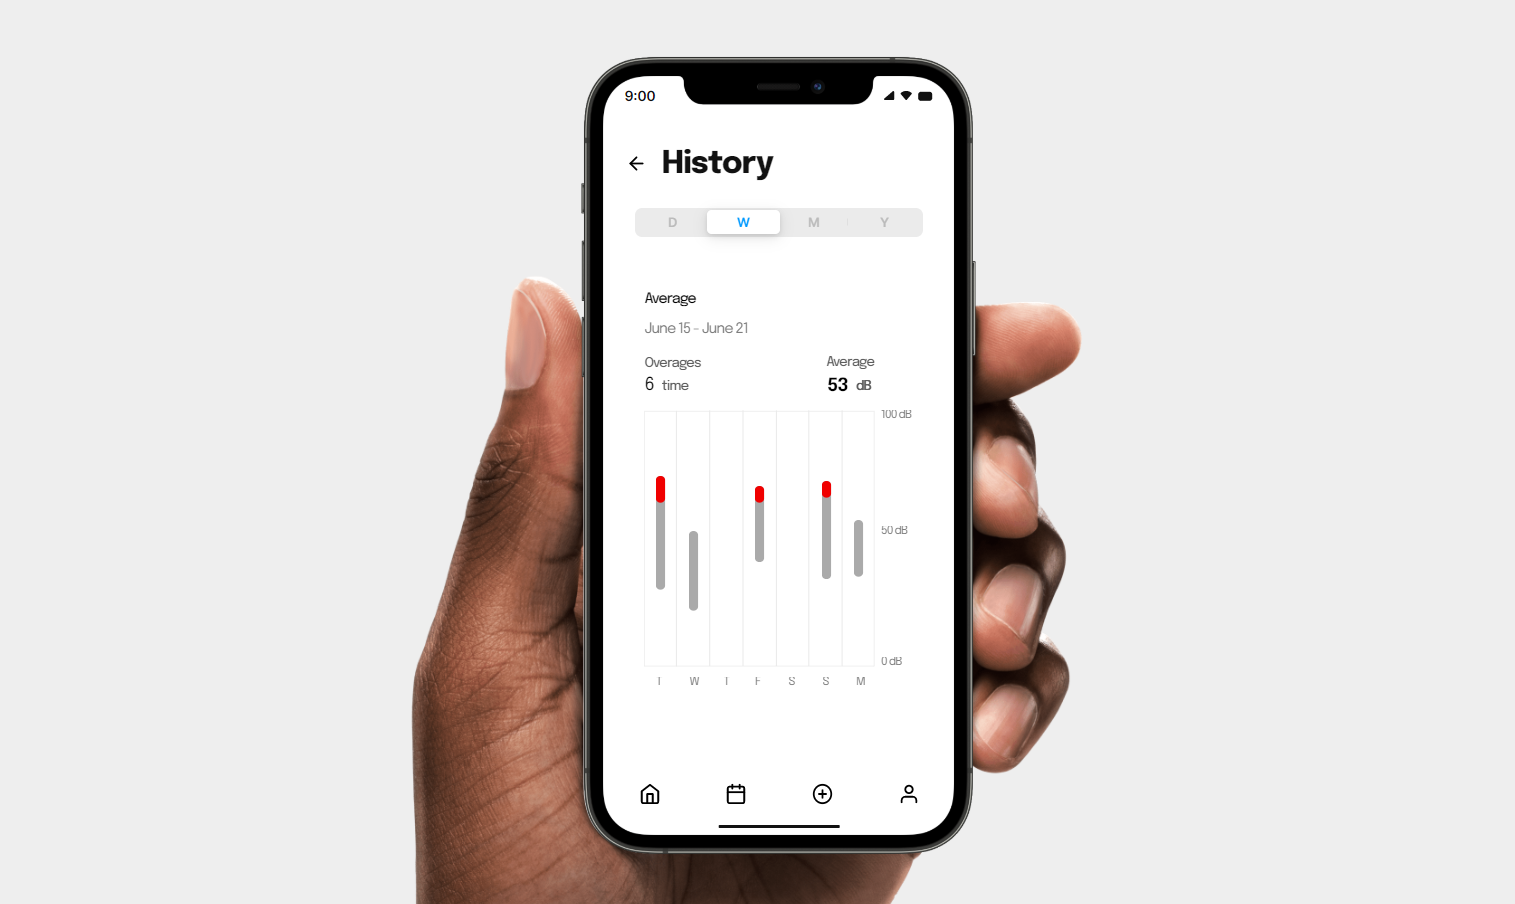 9:00
History
D W M Y
Average
June 15 - June 21
Overages Average
6 time 53 dB
100 dB
50 dB
0 dB
T W T F S S M